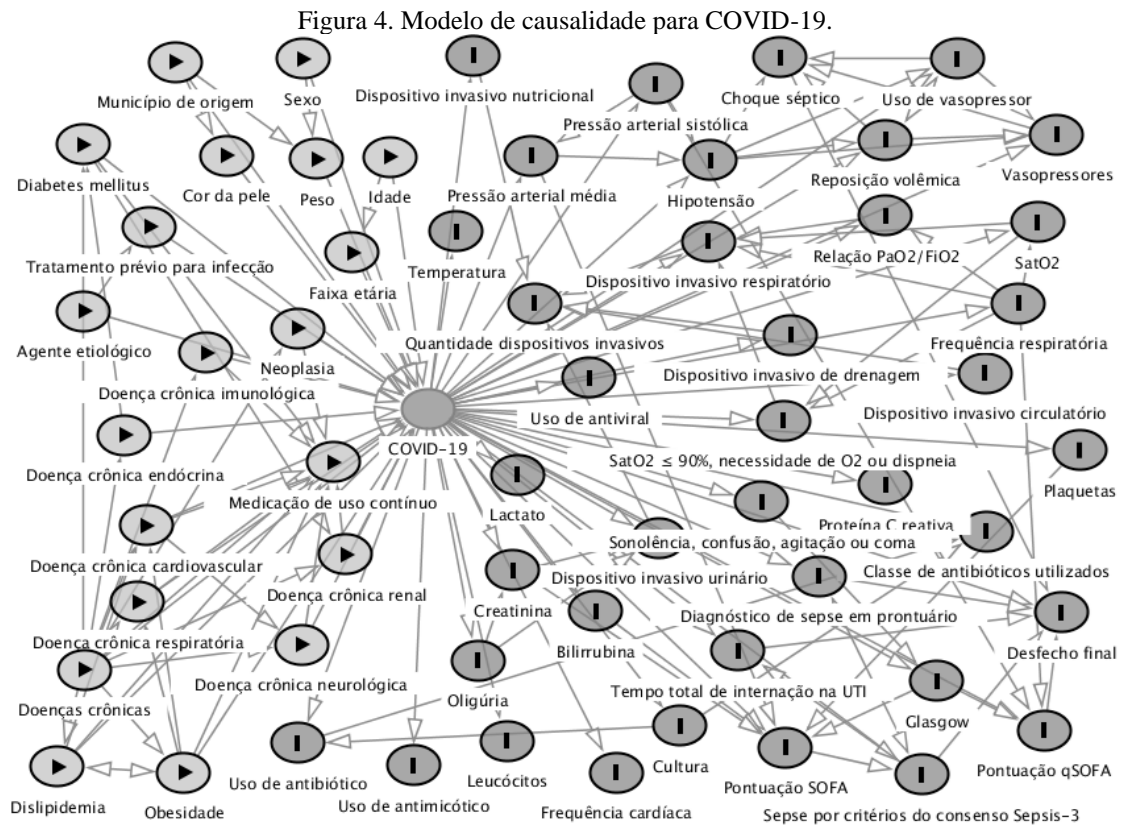 Figura 4. Modelo de causalidade para COVID-19.
Município de origem
Sexo
Dispositivo invasivo nutricional
Choque séptico
Uso de vasopressor
Pressão arterial sistólica
Diabetes mellitus
Cor da pele
Peso
Idade
Pressão arterial média
Hipotensão
Reposição volêmica
Vasopressores
Tratamento prévio para infecção
Faixa etária
Temperatura
Dispositivo invasivo respiratório
Relação PaO2/FiO2
SatO2
Agente etiológico
Neoplasia
Quantidade dispositivos invasivos
Frequência respiratória
Doença crônica imunológica
Dispositivo invasivo de drenagem
Uso de antiviral
Dispositivo invasivo circulatório
COVID-19
SatO2 ≤ 90%, necessidade de O2 ou dispneia
Doença crônica endócrina
Plaquetas
Medicação de uso contínuo
Lactato
Proteína C reativa
Sonolência, confusão, agitação ou coma
Doença crônica cardiovascular
Dispositivo invasivo urinário
Classe de antibióticos utilizados
Doença crônica renal
Creatinina
Diagnóstico de sepse em prontuário
Doença crônica respiratória
Bilirrubina
Desfecho final
Doença crônica neurológica
Oligúria
Tempo total de internação na UTI
Doenças crônicas
Glasgow
Uso de antibiótico
Leucócitos
Cultura
Pontuação SOFA
Pontuação qSOFA
Dislipidemia
Obesidade
Uso de antimicótico
Frequência cardíaca
Sepse por critérios do consenso Sepsis-3